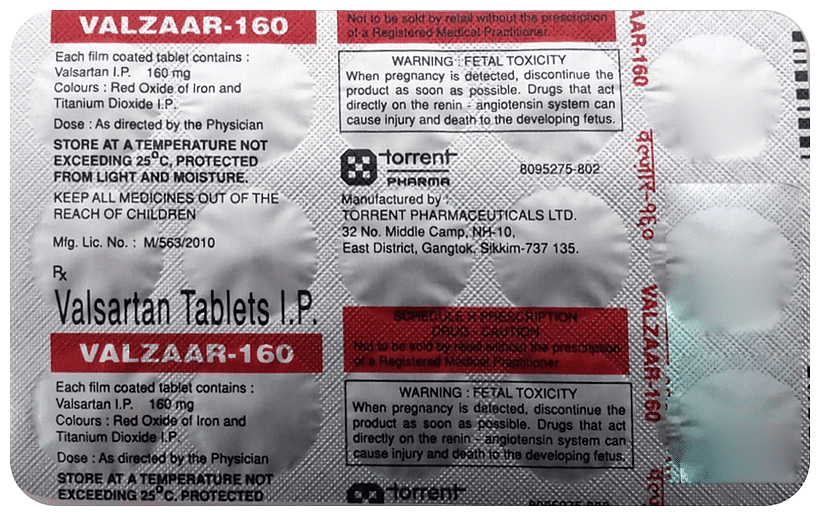 VALZAAR-160
Each film coated tablet contains :
Valsartan I.P. 160 mg
Colours : Red Oxide of Iron and
Titanium Dioxide I.P.
Dose : As directed by the Physician
STORE AT A TEMPERATURE NOT
EXCEEDING 25°C, PROTECTED
FROM LIGHT AND MOISTURE.
KEEP ALL MEDICINES OUT OF THE
REACH OF CHILDREN
Mfg. Lic. No. : M/563/2010
Rx
Valsartan Tablets I.P.
VALZAAR-160
Each film coated tablet contains :
Valsartan I.P. 160 mg
Colours : Red Oxide of Iron and
Titanium Dioxide I.P.
Dose : As directed by the Physician
STORE AT A TEMPERATURE NOT
EXCEEDING 25°C, PROTECTED
Not to be sold by retail without the prescription
of a Registered Medical Practitioner.
WARNING : FETAL TOXICITY
When pregnancy is detected, discontinue the
product as soon as possible. Drugs that act
directly on the renin - angiotensin system can
cause injury and death to the developing fetus.
torrent
PHARMA
8095275-802
Manufactured by :
TORRENT PHARMACEUTICALS LTD.
32 No. Middle Camp, NH-10,
East District, Gangtok, Sikkim-737 135.
SCHEDULE H PRESCRIPTION
DRUG - CAUTION
Not to be sold by retail without the prescription
of a Registered Medical Practitioner
WARNING : FETAL TOXICITY
When pregnancy is detected, discontinue the
product as soon as possible. Drugs that act
directly on the renin - angiotensin system can
cause injury and death to the developing fetus.
torrent
AAR-160
वल्ज़ार-१६०
VALZAAR-160